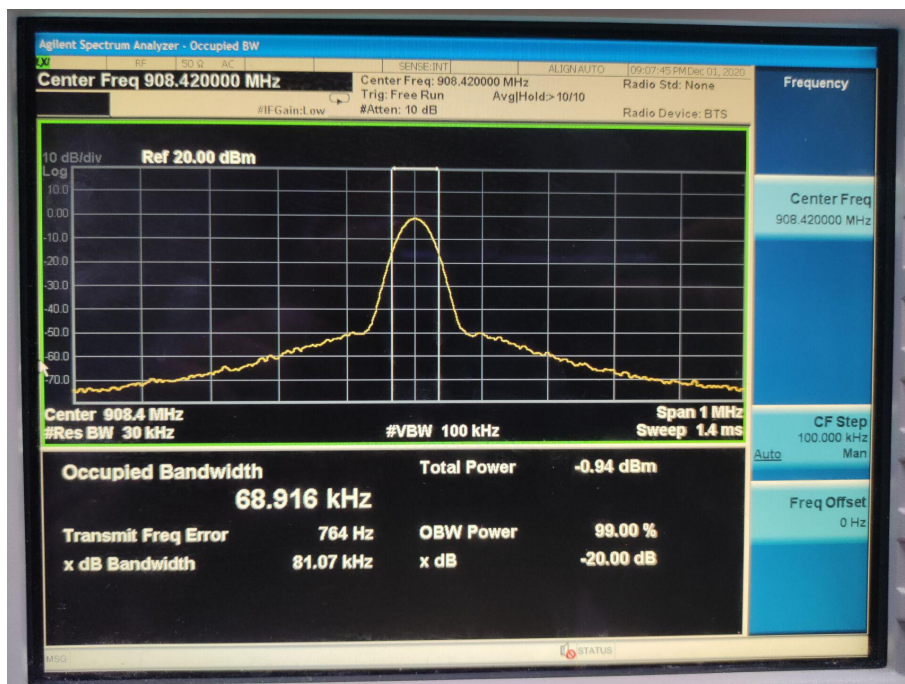 Agilent Spectrum Analyzer - Occupied BW
LXI RF 50 Ω AC SENSE:INT ALIGN AUTO 09:07:45 PM Dec 01, 2020
Center Freq 908.420000 MHz
Center Freq: 908.420000 MHz
Radio Std: None
Trig: Free Run Avg|Hold:> 10/10
#IFGain:Low #Atten: 10 dB Radio Device: BTS
10 dB/div Ref 20.00 dBm
Log
10.0
0.00
-10.0
-20.0
-30.0
-40.0
-50.0
-60.0
-70.0
Center 908.4 MHz Span 1 MHz
#Res BW 30 kHz #VBW 100 kHz Sweep 1.4 ms
Occupied Bandwidth Total Power -0.94 dBm
68.916 kHz
Transmit Freq Error 764 Hz OBW Power 99.00 %
x dB Bandwidth 81.07 kHz x dB -20.00 dB
MSG STATUS
Frequency
Center Freq
908.420000 MHz
CF Step
100.000 kHz
Auto Man
Freq Offset
0 Hz